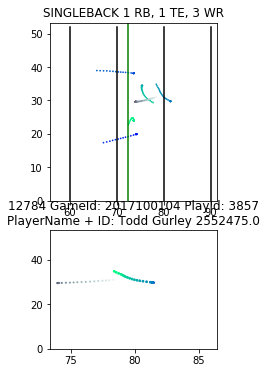 SINGLEBACK 1 RB, 1 TE, 3 WR
50
40
30
20
10
0
60 70 80 90
12784 GameId: 2017100104 PlayId: 3857
PlayerName + ID: Todd Gurley 2552475.0
40
20
0
75 80 85